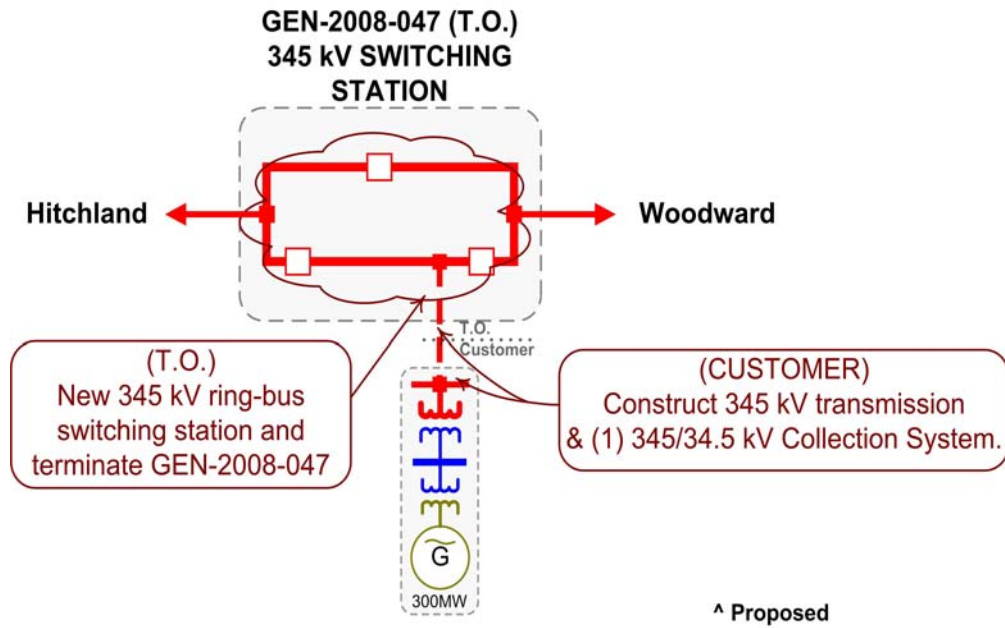 GEN-2008-047 (T.O.)
345 kV SWITCHING
STATION
Hitchland
Woodward
T.O.
Customer
(T.O.)
New 345 kV ring-bus
switching station and
terminate GEN-2008-047
(CUSTOMER)
Construct 345 kV transmission
& (1) 345/34.5 kV Collection System.
G
300MW
^ Proposed